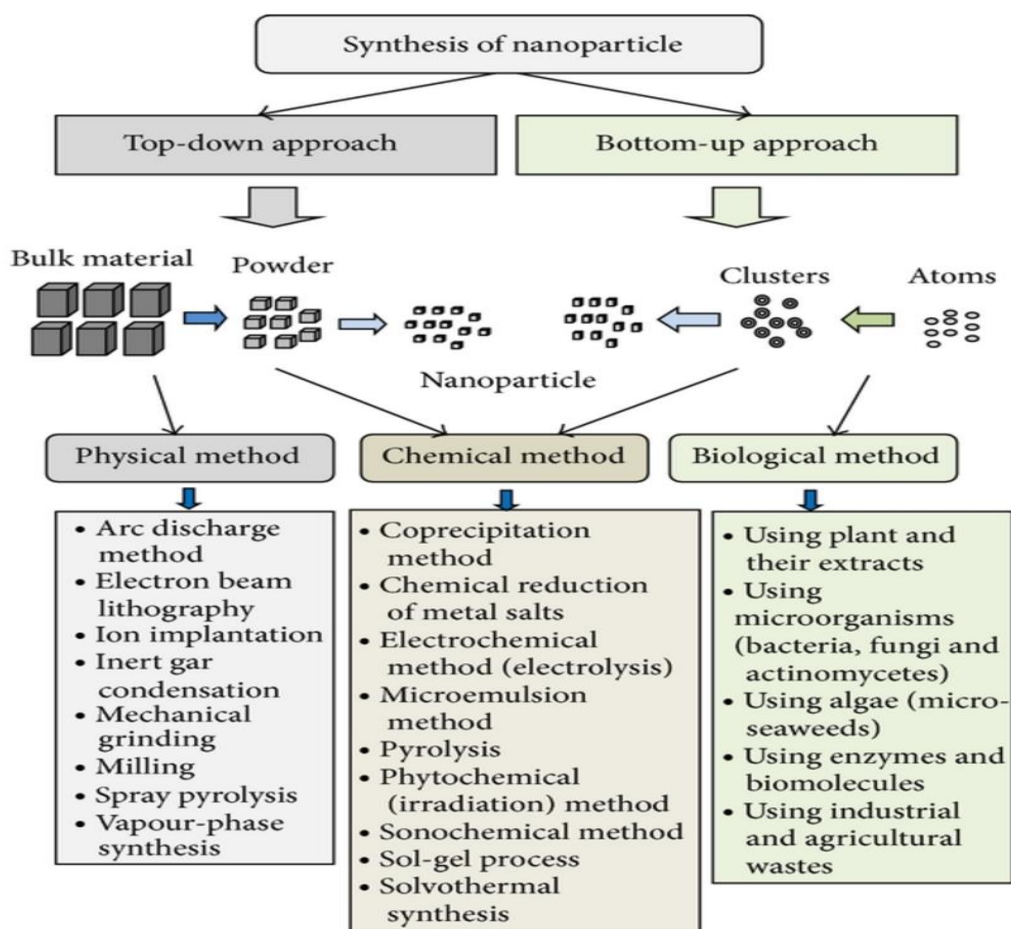 Synthesis of nanoparticle
Top-down approach
Bottom-up approach
Bulk material
Powder
Clusters
Atoms
Nanoparticle
Physical method
Chemical method
Biological method
• Arc discharge
method
• Electron beam
lithography
• Ion implantation
• Inert gar
condensation
• Mechanical
grinding
• Milling
• Spray pyrolysis
• Vapour-phase
synthesis
• Coprecipitation
method
• Chemical reduction
of metal salts
• Electrochemical
method (electrolysis)
• Microemulsion
method
• Pyrolysis
• Phytochemical
(irradiation) method
• Sonochemical method
• Sol-gel process
• Solvothermal
synthesis
• Using plant and
their extracts
• Using
microorganisms
(bacteria, fungi and
actinomycetes)
• Using algae (micro-
seaweeds)
• Using enzymes and
biomolecules
• Using industrial
and agricultural
wastes